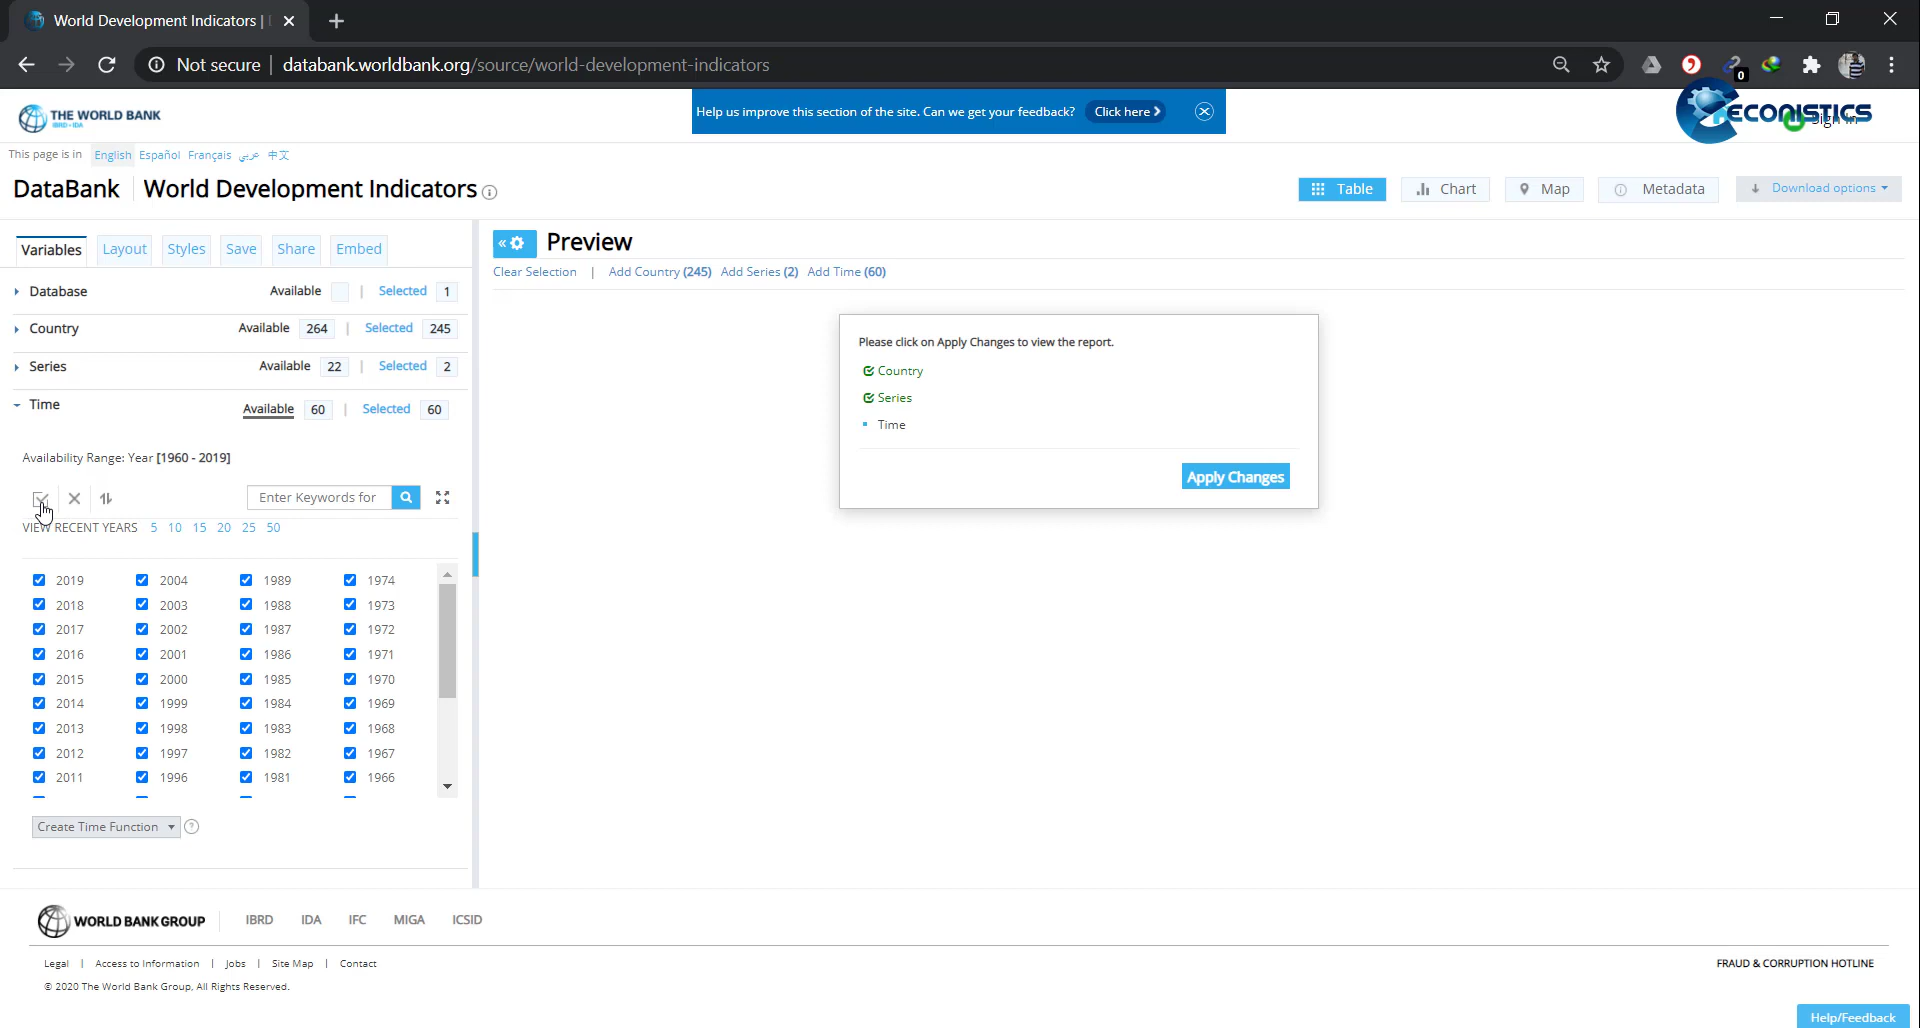 World Development Indicators |
Not secure | databank.worldbank.org/source/world-development-indicators
0
THE WORLD BANK
IBRD • IDA
Help us improve this section of the site. Can we get your feedback? Click here
ECONISTICS
Sign In
This page is in English Español Français عربي 中文
DataBank World Development Indicators
Table Chart Map Metadata Download options
Variables Layout Styles Save Share Embed
« Preview
Clear Selection | Add Country (245) Add Series (2) Add Time (60)
Database Available | Selected 1
Country Available 264 | Selected 245
Series Available 22 | Selected 2
Time Available 60 | Selected 60
Please click on Apply Changes to view the report.
Country
Series
Time
Apply Changes
Availability Range: Year [1960 - 2019]
Enter Keywords for
VIEW RECENT YEARS 5 10 15 20 25 50
2019 2004 1989 1974
2018 2003 1988 1973
2017 2002 1987 1972
2016 2001 1986 1971
2015 2000 1985 1970
2014 1999 1984 1969
2013 1998 1983 1968
2012 1997 1982 1967
2011 1996 1981 1966
Create Time Function ?
WORLD BANK GROUP IBRD IDA IFC MIGA ICSID
Legal | Access to Information | Jobs | Site Map | Contact
FRAUD & CORRUPTION HOTLINE
© 2020 The World Bank Group, All Rights Reserved.
Help/Feedback